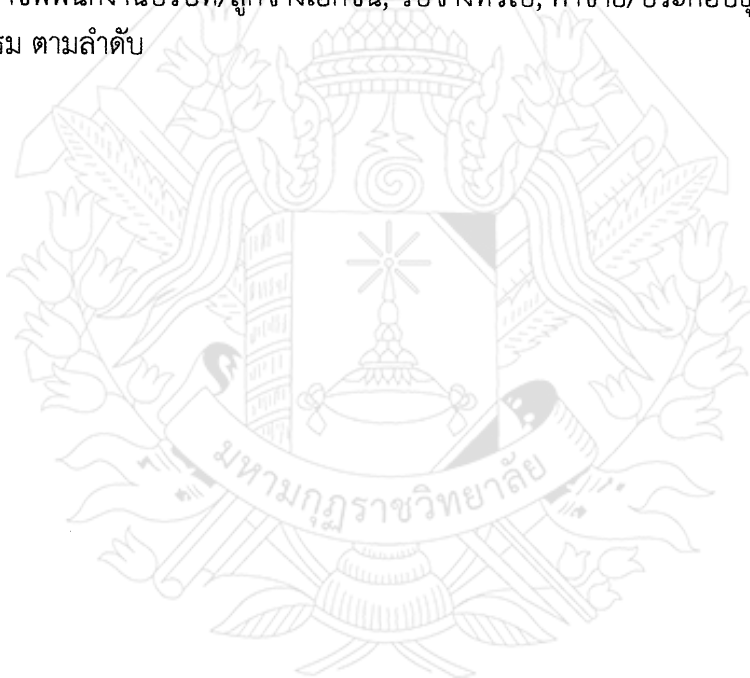 พนักงานบริษัท/ลูกจ้างเอกชน, รับจ้างทั่วไป, ค้าขาย/ประกอบ
ตามลำดับ
มหามกุฏราชวิทยาลัย